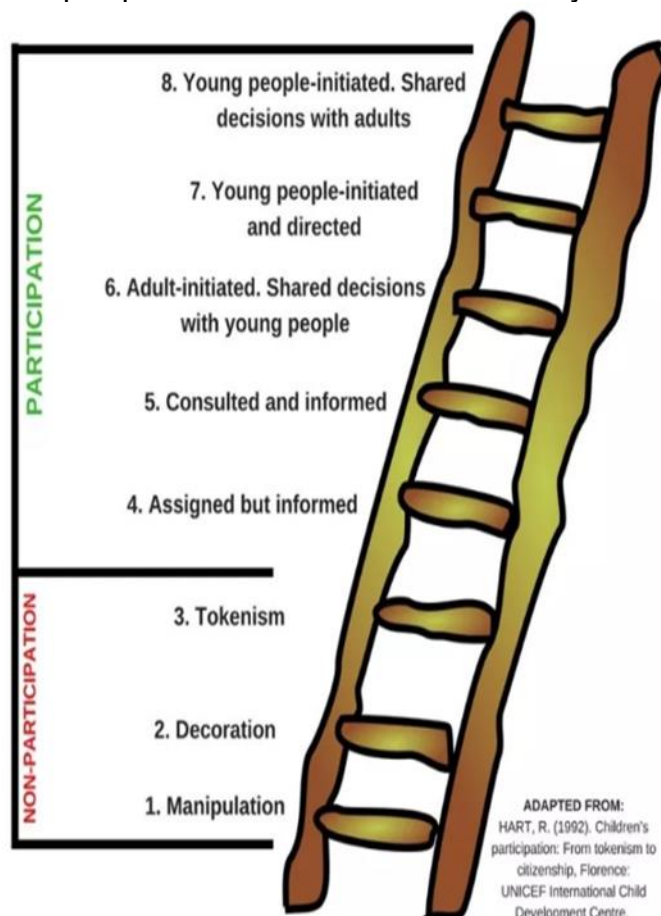 8. Young people-initiated. Shared
decisions with adults
7. Young people-initiated
and directed
6. Adult-initiated. Shared decisions
with young people
5. Consulted and informed
4. Assigned but informed
3. Tokenism
2. Decoration
1. Manipulation
PARTICIPATION
NON-PARTICIPATION
ADAPTED FROM:
HART, R. (1992). Children's
participation: From tokenism to
citizenship, Florence:
UNICEF International Child
Development Centre